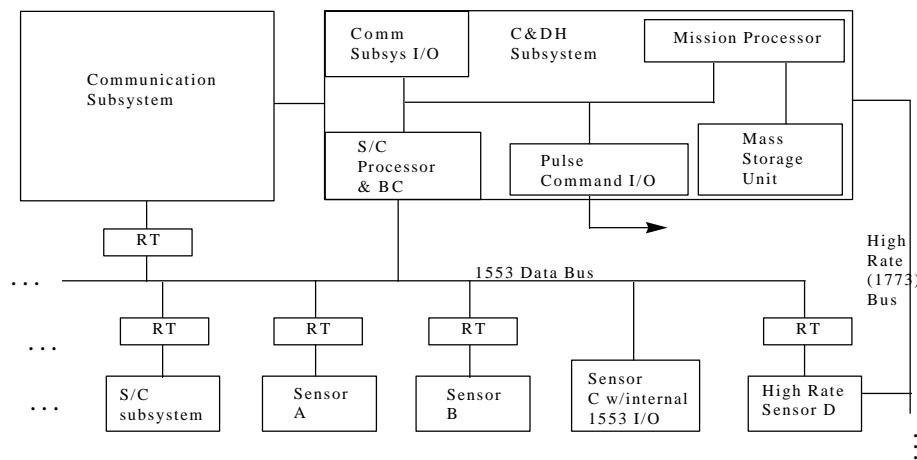 Comm
Subsys I/O
C&DH
Subsystem
Mission Processor
Communication
Subsystem
S/C
Processor
& BC
Pulse
Command I/O
Mass
Storage
Unit
RT
High
Rate
(1773)
Bus
1553 Data Bus
...
RT
RT
RT
RT
...
S/C
subsystem
Sensor
A
Sensor
B
Sensor
C w/internal
1553 I/O
High Rate
Sensor D
...
...